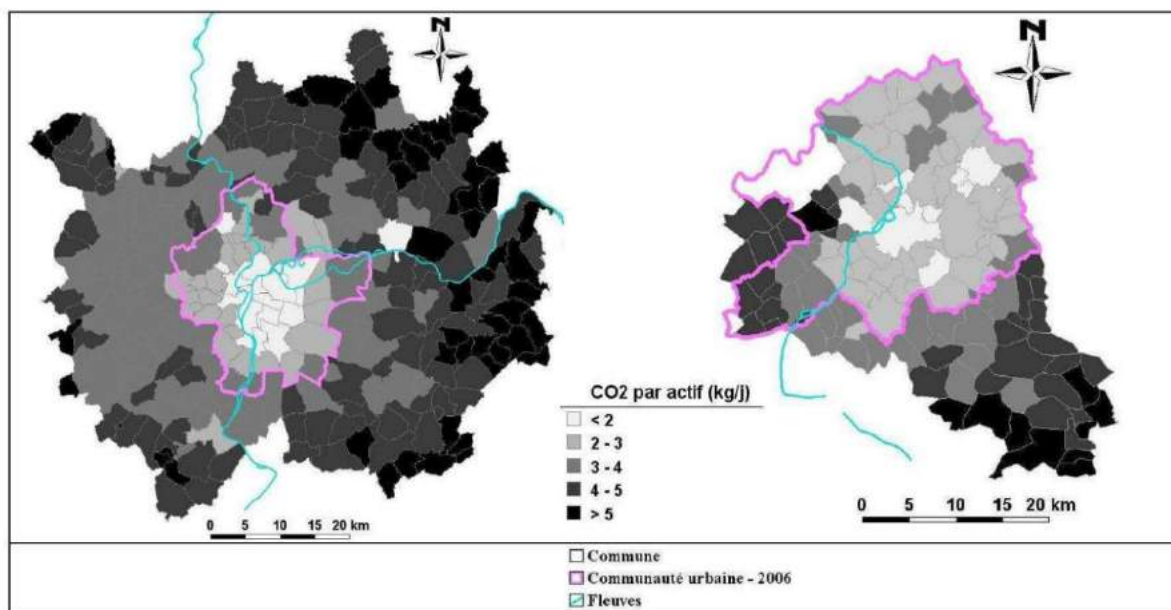 N
N
CO2 par actif (kg/j)
< 2
2 - 3
3 - 4
4 - 5
> 5
0 5 10 15 20 km
0 5 10 15 20 km
Commune
Communauté urbaine - 2006
Fleuves